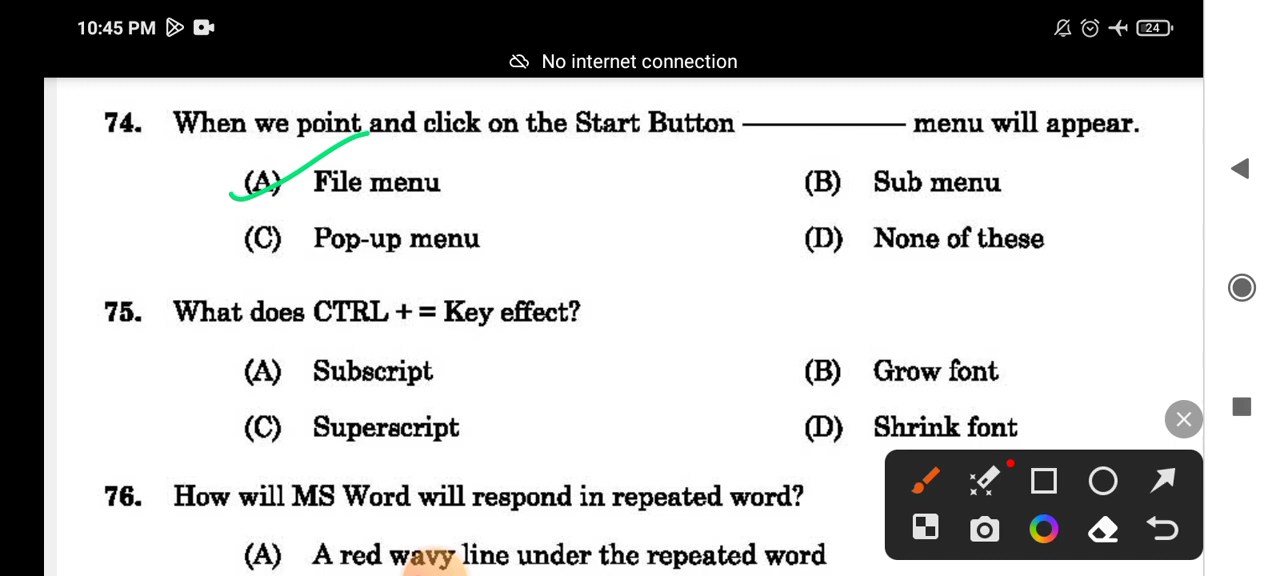 10:45 PM
24
No internet connection
74. When we point and click on the Start Button ————— menu will appear.
(A) File menu (B) Sub menu
(C) Pop-up menu (D) None of these
75. What does CTRL + = Key effect?
(A) Subscript (B) Grow font
(C) Superscript (D) Shrink font
76. How will MS Word will respond in repeated word?
(A) A red wavy line under the repeated word